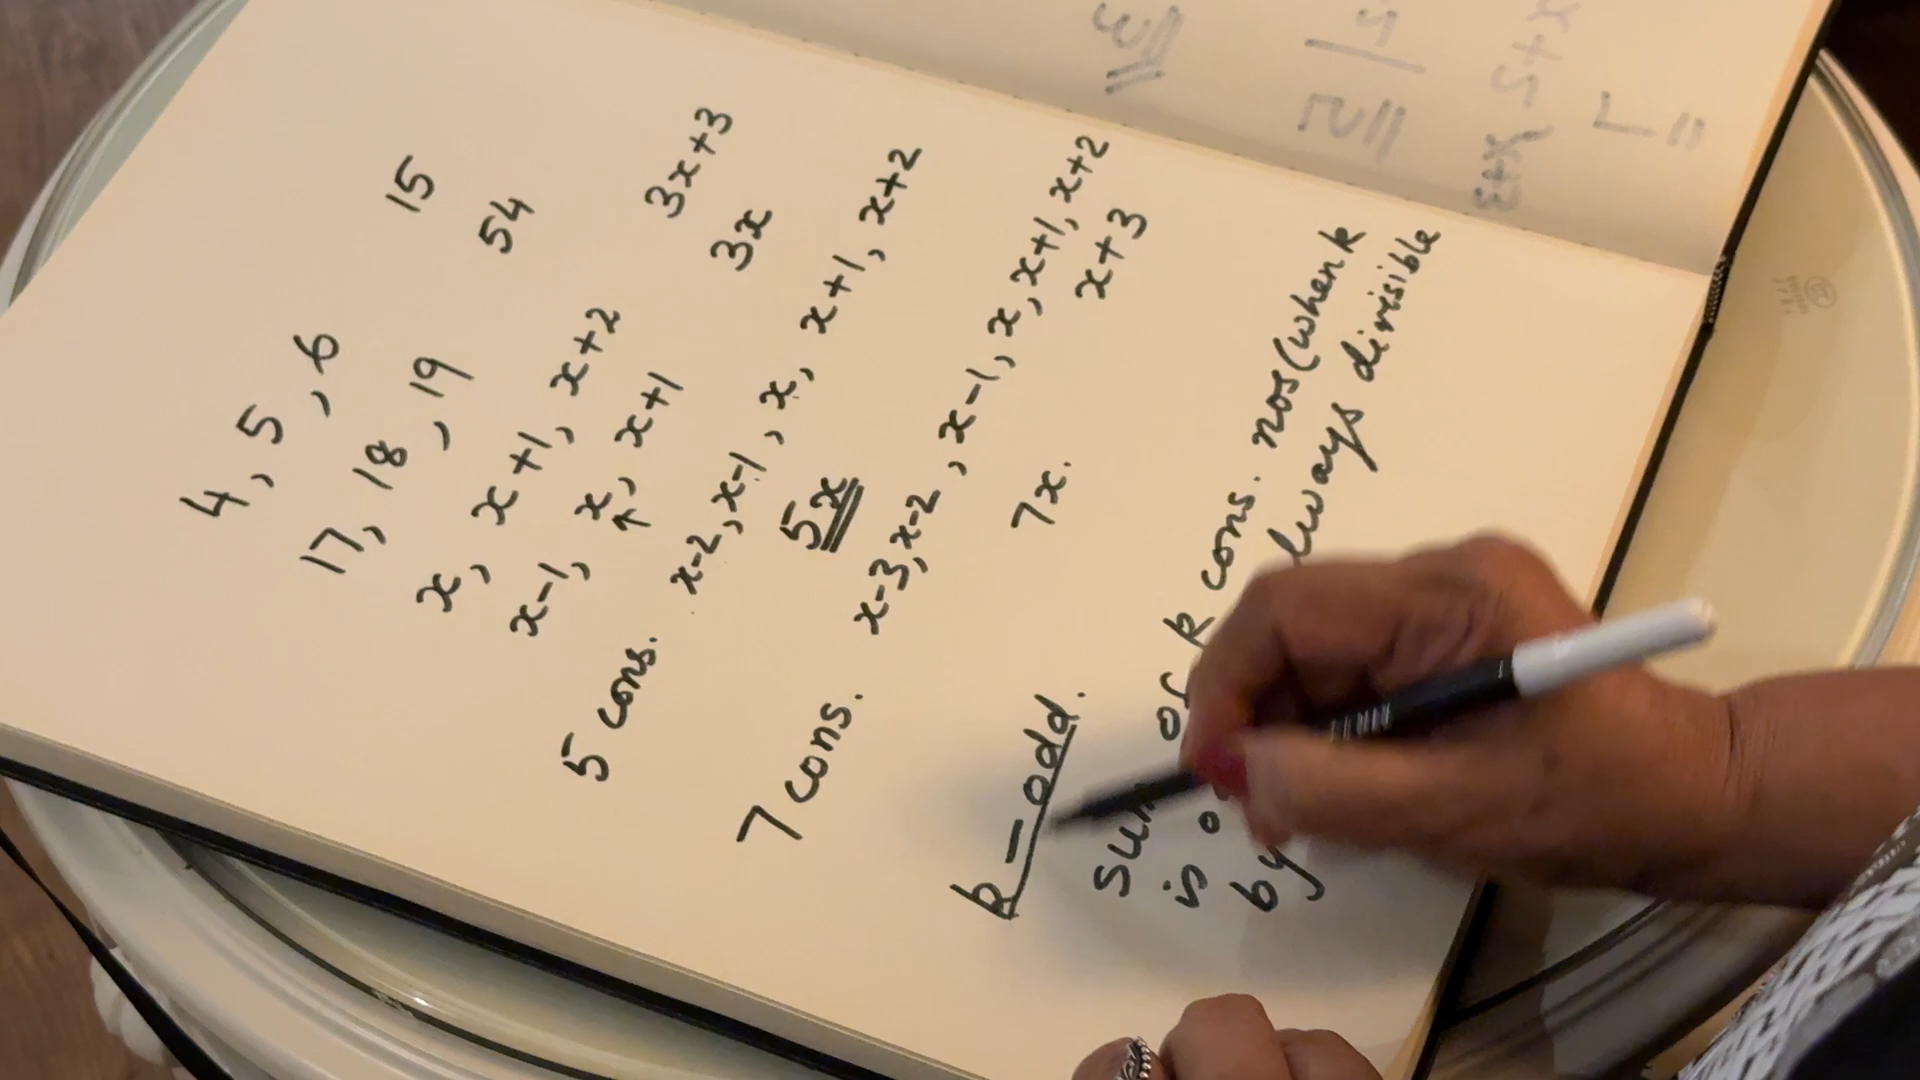 4, 5, 6 15
17, 18, 19 54
x, x+1, x+2 3x+3
x-1, x, x+1 3x
↑
5 cons. x-2, x-1, x, x+1, x+2
5x
7 cons. x-3, x-2, x-1, x, x+1, x+2
x+3
7x.
k - odd.
sum of k cons. nos (when k
is always divisible
by